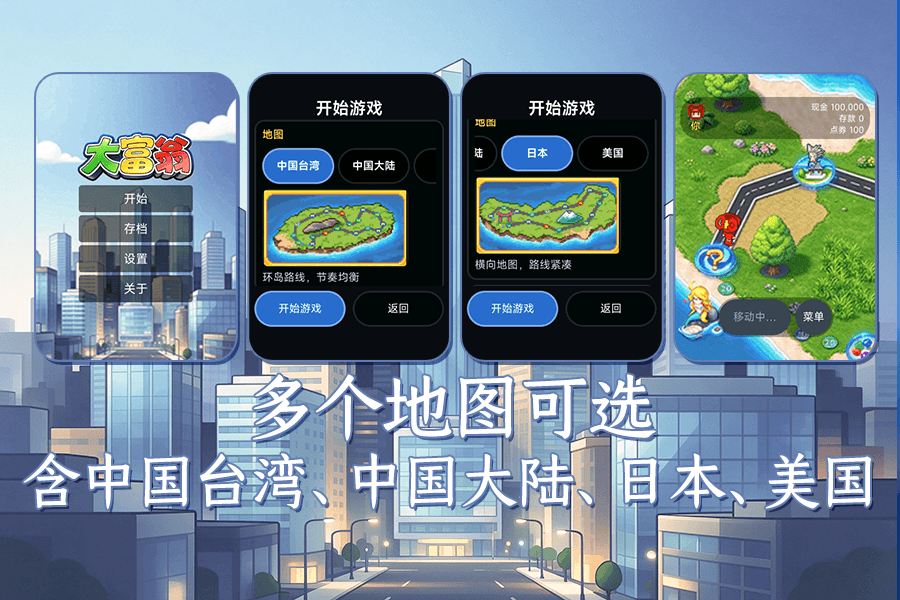 大富翁
开始
存档
设置
关于
开始游戏
地图
中国台湾
中国大陆
环岛路线，节奏均衡
开始游戏
返回
开始游戏
地图
陆
日本
美国
横向地图，路线紧凑
开始游戏
返回
现金 100,000
存款 0
点券 100
你
?
20
移动中...
菜单
20
多个地图可选
含中国台湾、中国大陆、日本、美国